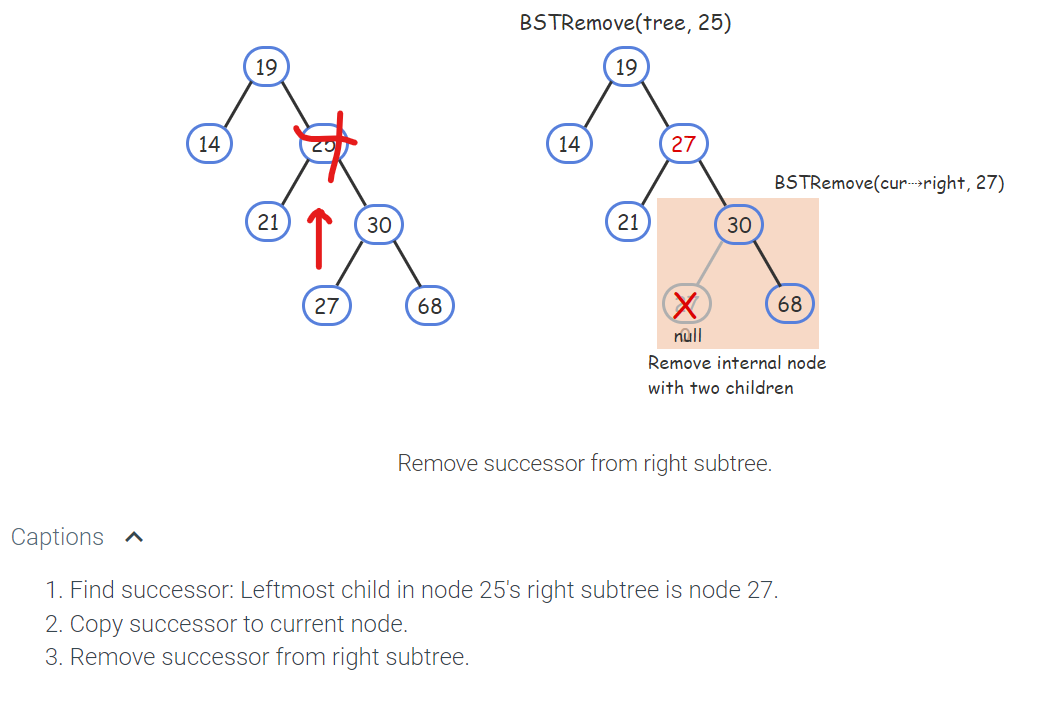 BSTRemove(tree, 25)
19
19
14
25
14
27
BSTRemove(cur⇢right, 27)
21
30
21
30
27
68
68
null
Remove internal node
with two children
Remove successor from right subtree.
Captions
1. Find successor: Leftmost child in node 25's right subtree is node 27.
2. Copy successor to current node.
3. Remove successor from right subtree.